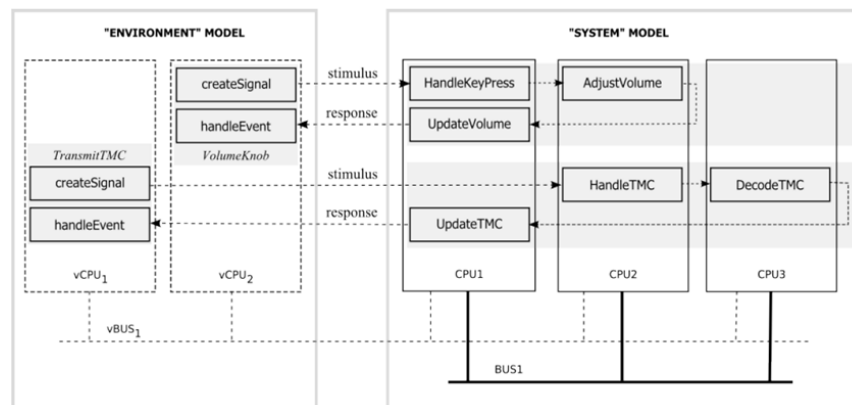 "ENVIRONMENT" MODEL
"SYSTEM" MODEL
createSignal
stimulus
HandleKeyPress
AdjustVolume
handleEvent
response
UpdateVolume
TransmitTMC
VolumeKnob
createSignal
stimulus
HandleTMC
DecodeTMC
handleEvent
response
UpdateTMC
vCPU1
vCPU2
CPU1
CPU2
CPU3
vBUS1
BUS1